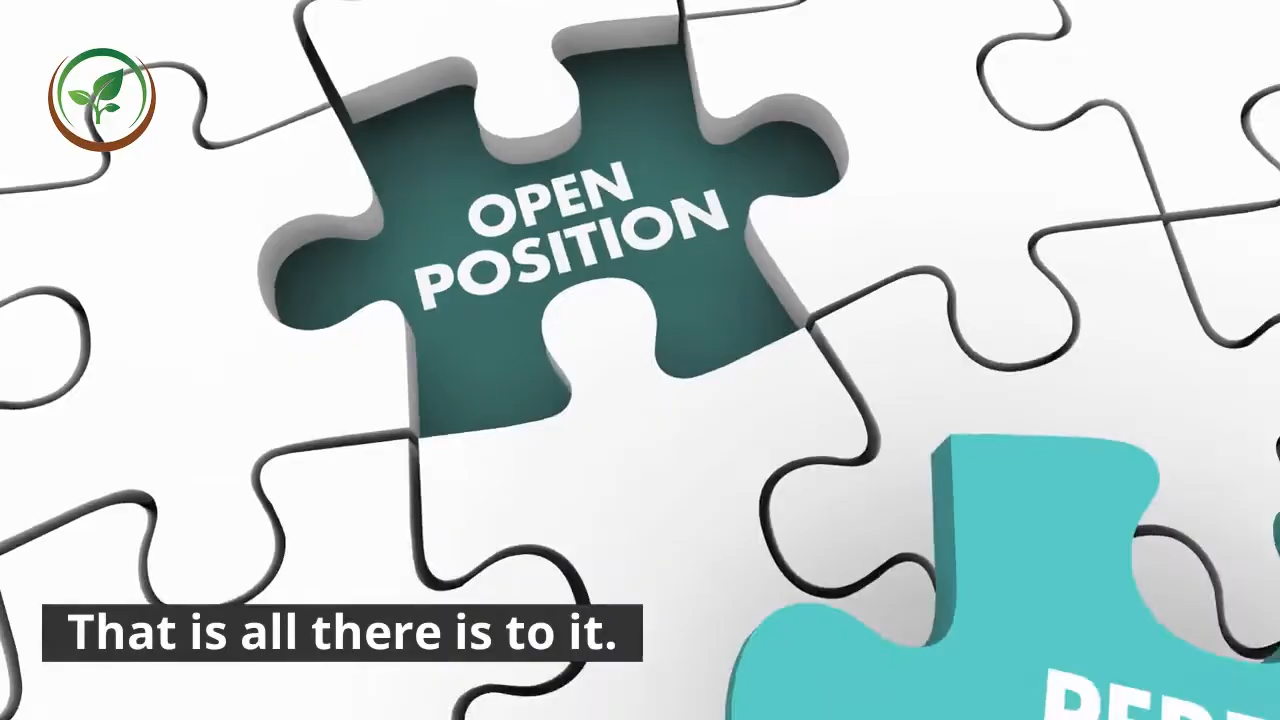 OPEN
POSITION
That is all there is to it.